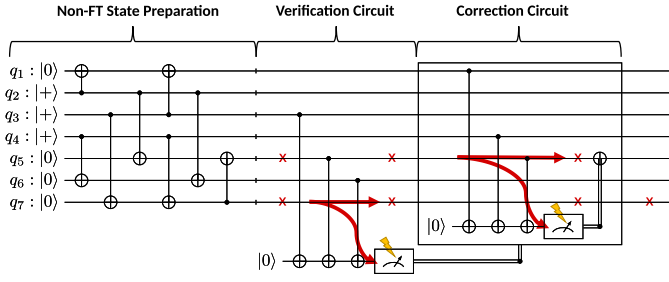 Non-FT State Preparation Verification Circuit Correction Circuit
q₁ : |0⟩
q₂ : |+⟩
q₃ : |+⟩
q₄ : |+⟩
q₅ : |0⟩ x x x
q₆ : |0⟩
q₇ : |0⟩ x x x x
|0⟩
|0⟩